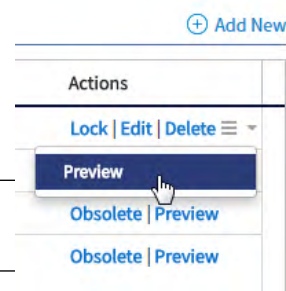 Add New
Actions
Lock | Edit | Delete
Preview
Obsolete | Preview
Obsolete | Preview